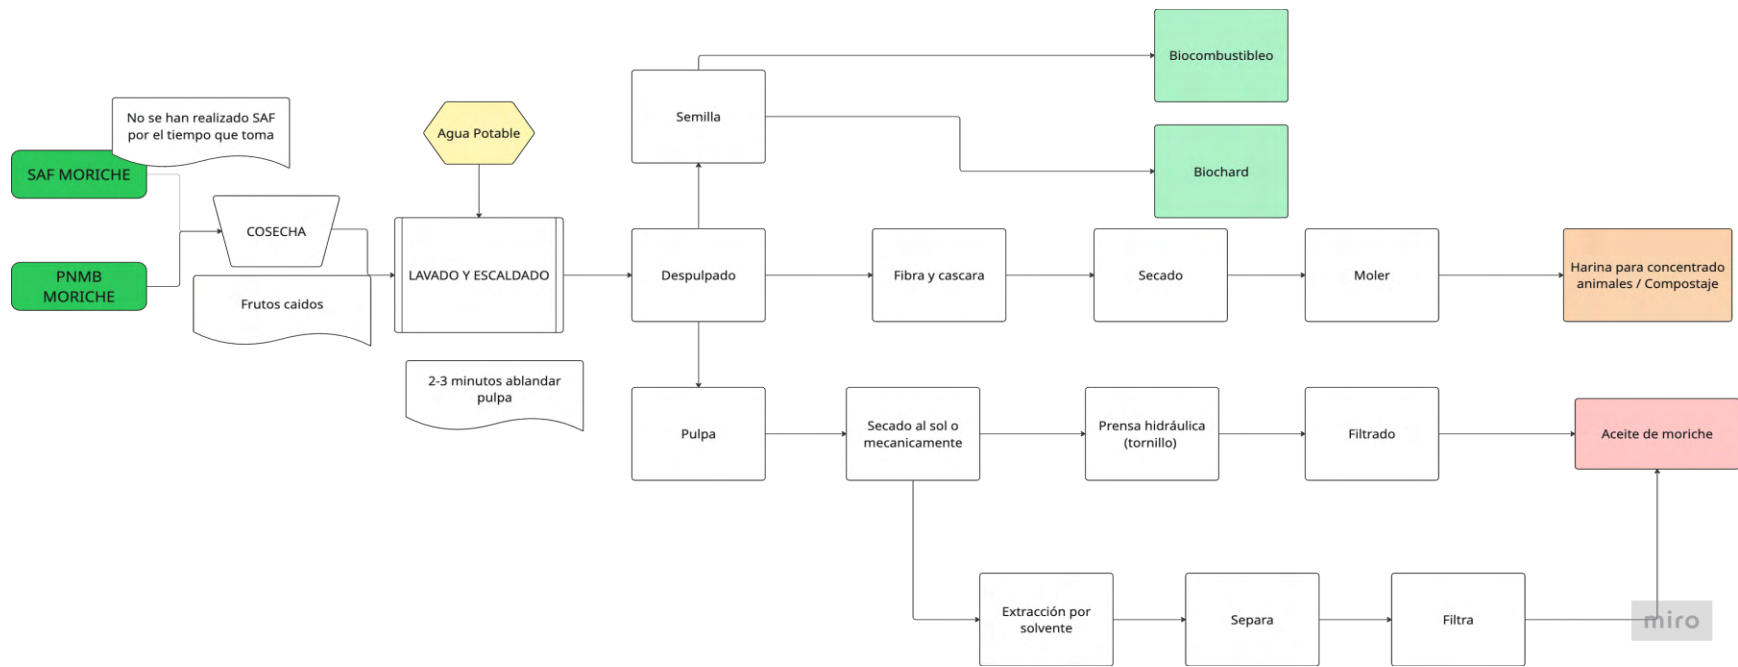 No se han realizado SAF
por el tiempo que toma
SAF MORICHE
PNMB
MORICHE
COSECHA
Frutos caidos
Agua Potable
LAVADO Y ESCALDADO
2-3 minutos ablandar
pulpa
Semilla
Biocombustibleo
Biochard
Despulpado
Fibra y cascara
Secado
Moler
Harina para concentrado
animales / Compostaje
Pulpa
Secado al sol o
mecanicamente
Prensa hidráulica
(tornillo)
Filtrado
Aceite de moriche
Extracción por
solvente
Separa
Filtra
miro